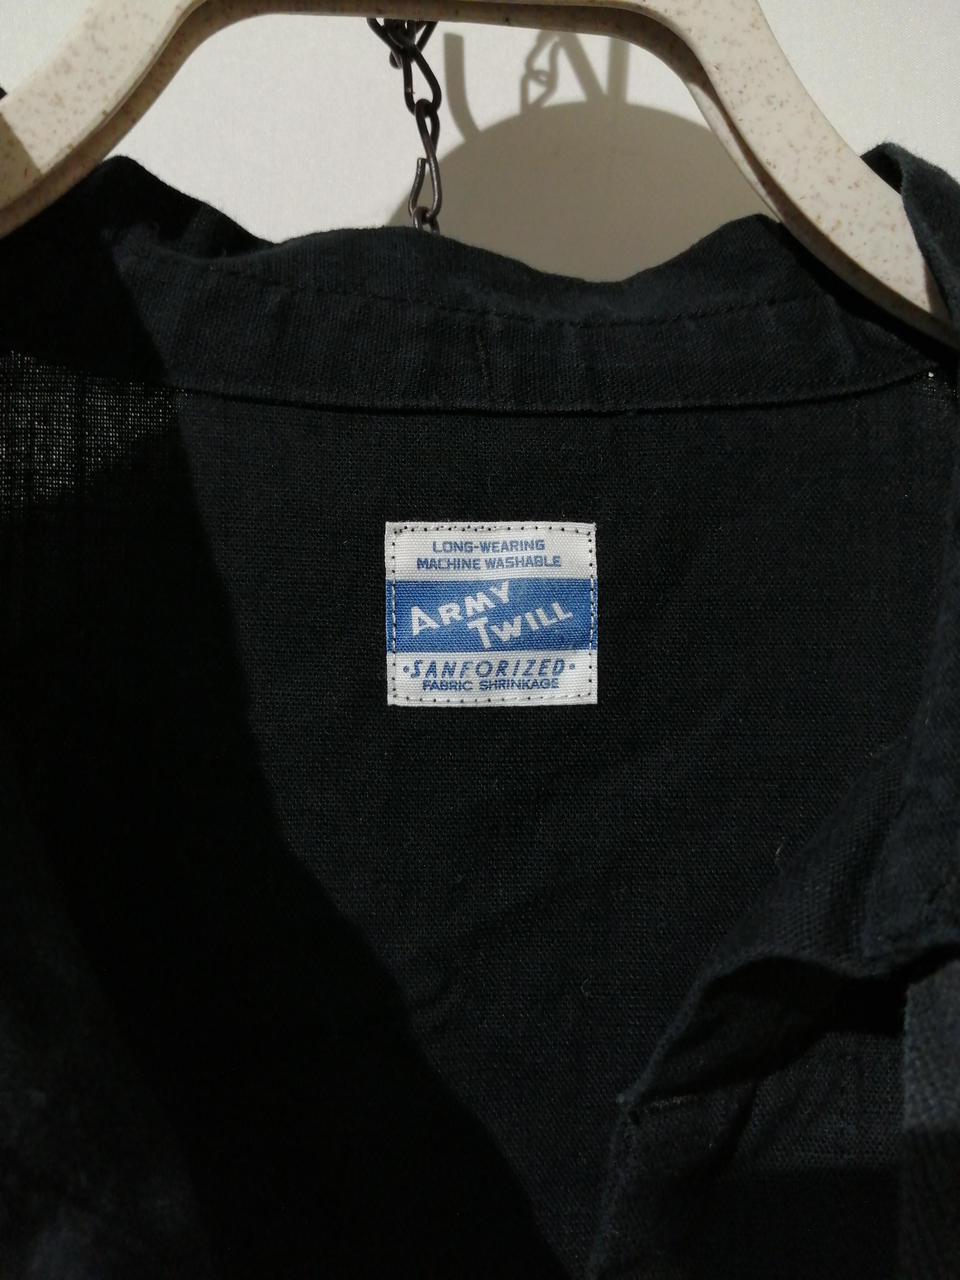 LONG-WEARING
MACHINE WASHABLE
ARMY
TWILL
•SANFORIZED•
FABRIC SHRINKAGE